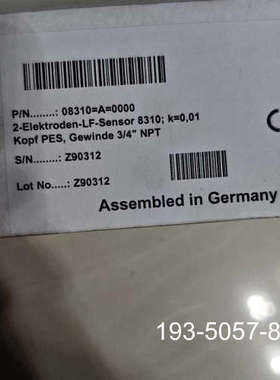 P/N.......: 08310=A=0000
2-Elektroden-LF-Sensor 8310; k=0,01
Kopf PES, Gewinde 3/4" NPT
S/N........: Z90312
Lot No.....: Z90312
Assembled in Germany
193-5057-8